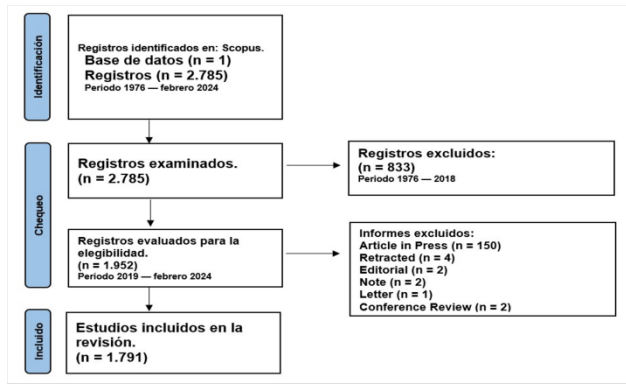 Identificación
Registros identificados en: Scopus.
Base de datos (n = 1)
Registros (n = 2.785)
Periodo 1976 — febrero 2024
Chequeo
Registros examinados.
(n = 2.785)
Registros excluidos:
(n = 833)
Periodo 1976 — 2018
Registros evaluados para la
elegibilidad.
(n = 1.952)
Periodo 2019 — febrero 2024
Informes excluidos:
Article in Press (n = 150)
Retracted (n = 4)
Editorial (n = 2)
Note (n = 2)
Letter (n = 1)
Conference Review (n = 2)
Incluido
Estudios incluidos en la
revisión.
(n = 1.791)